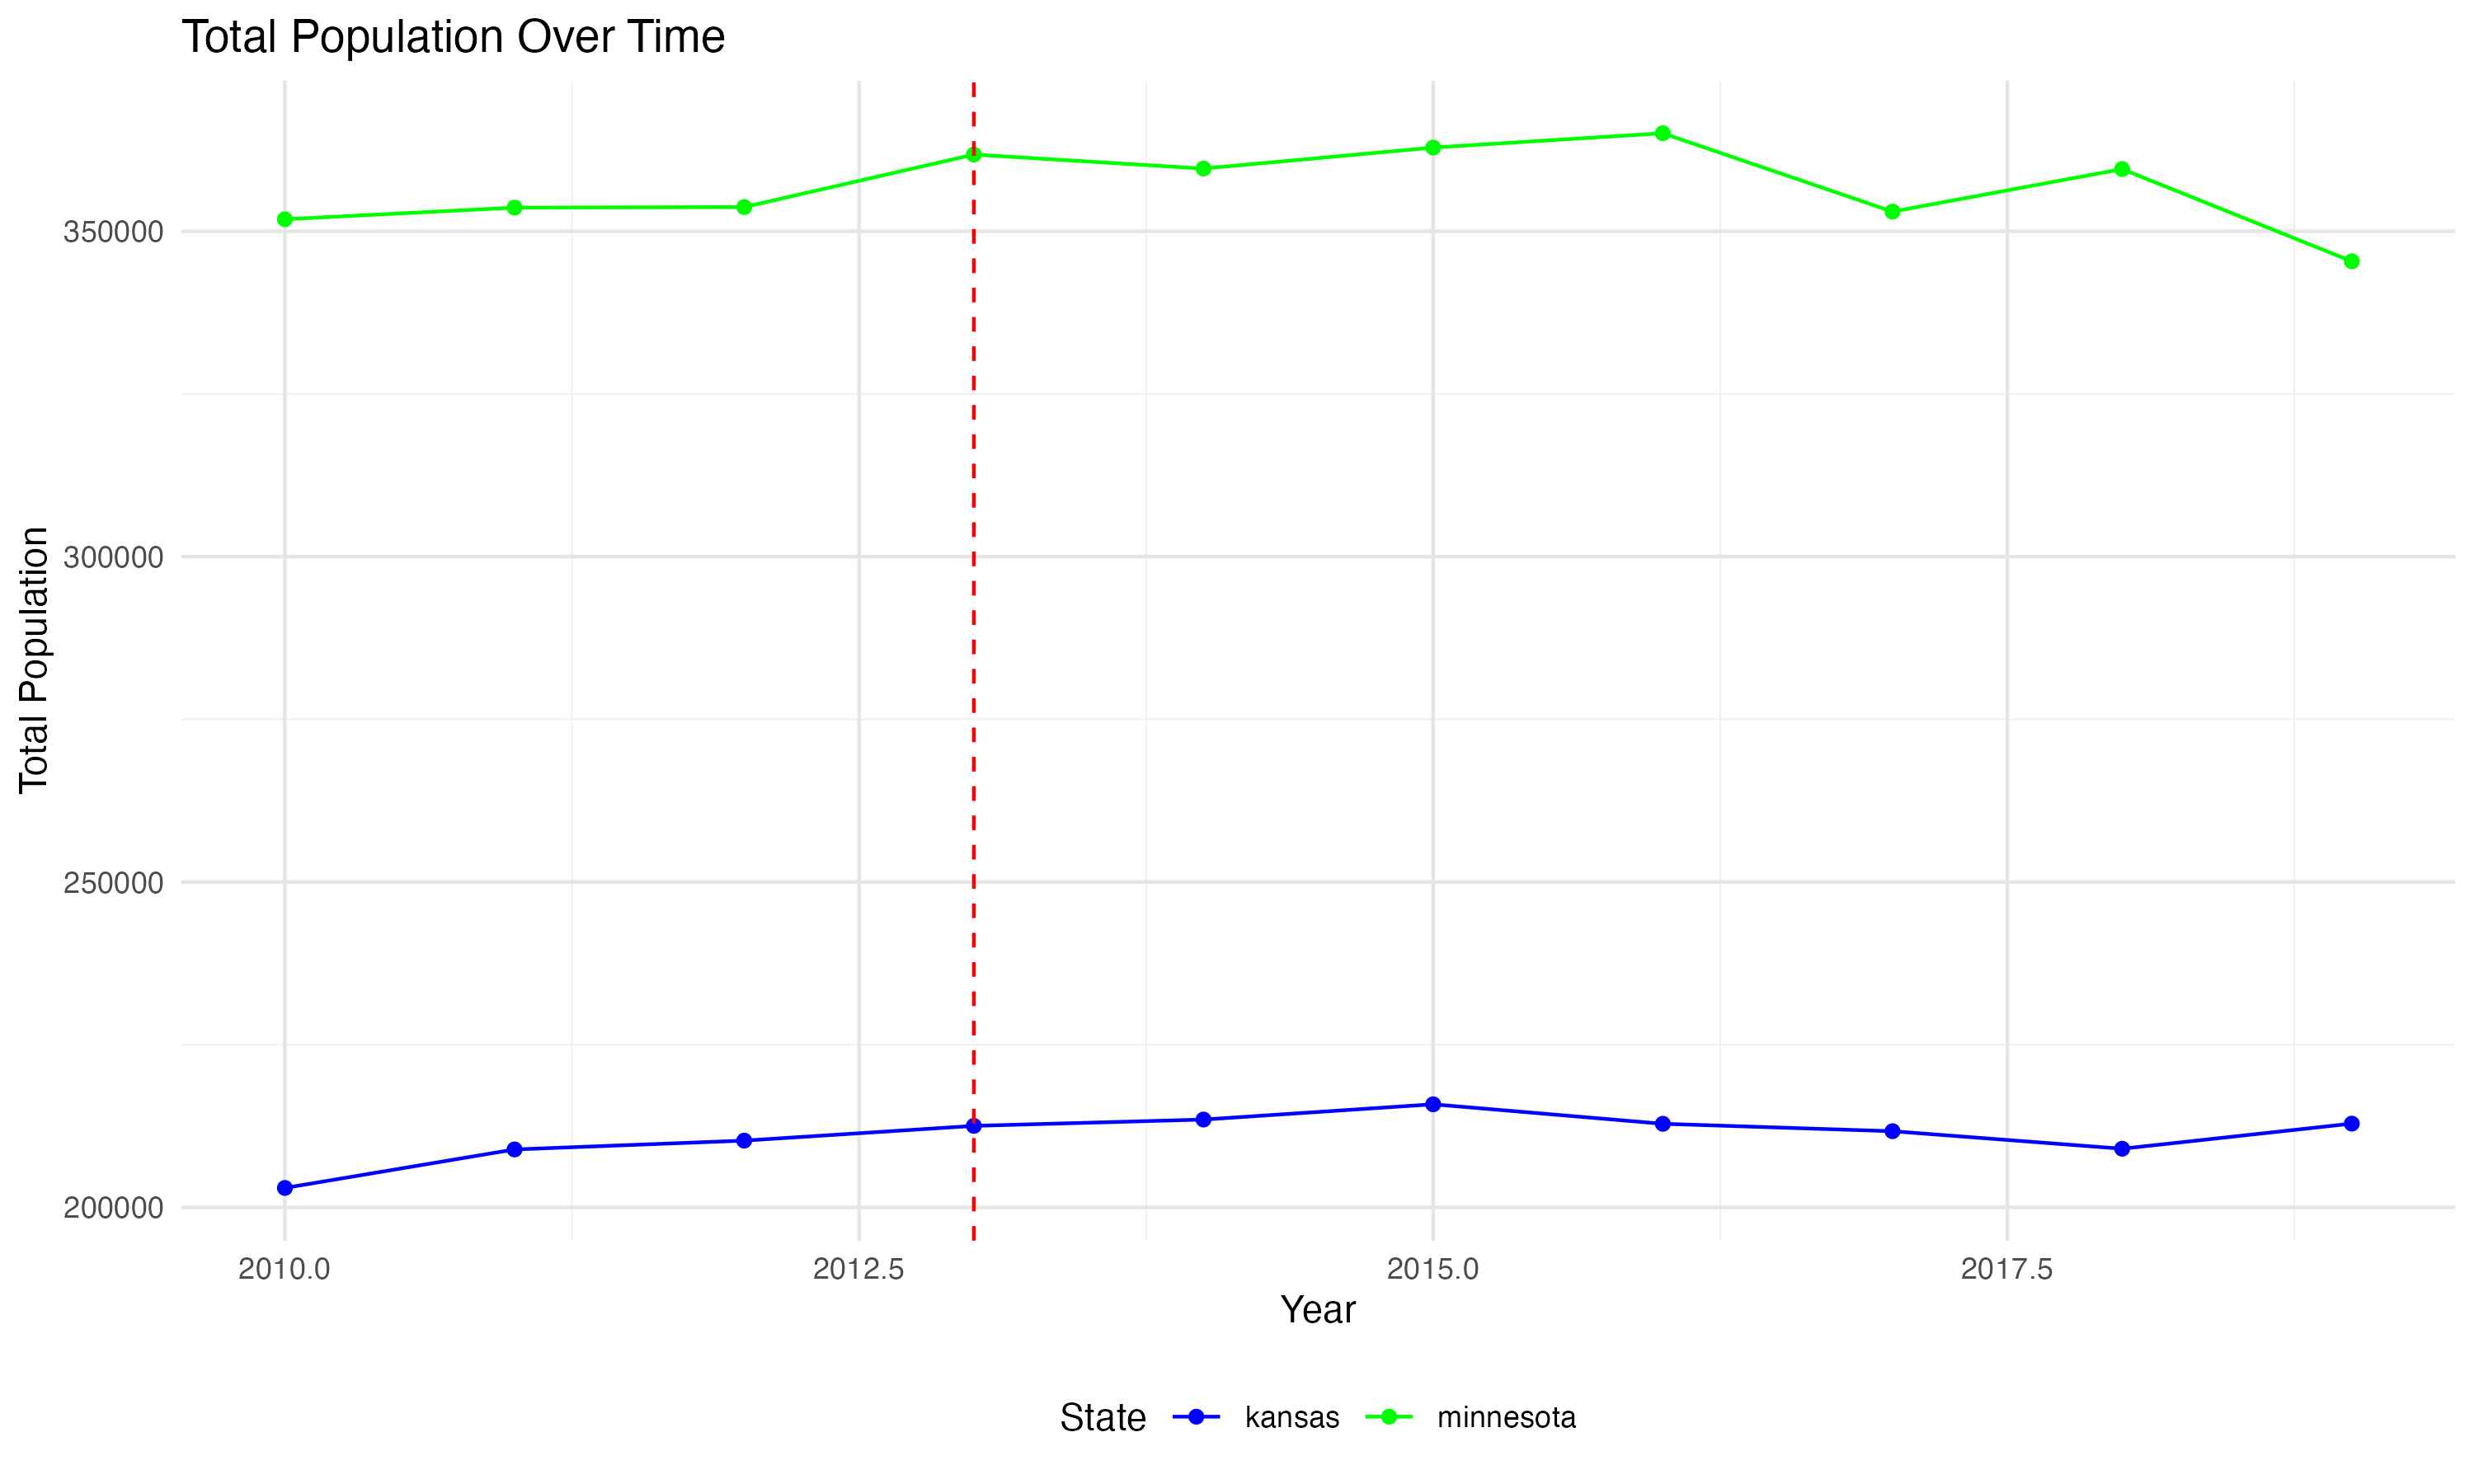 Total Population Over Time
Total Population
350000
300000
250000
200000
2010.0 2012.5 2015.0 2017.5
Year
State kansas minnesota